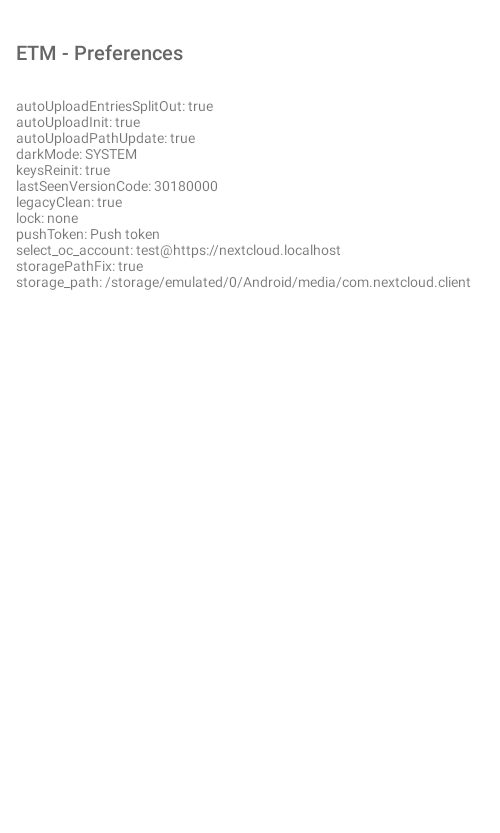 ETM - Preferences
autoUploadEntriesSplitOut: true
autoUploadInit: true
autoUploadPathUpdate: true
darkMode: SYSTEM
keysReinit: true
lastSeenVersionCode: 30180000
legacyClean: true
lock: none
pushToken: Push token
select_oc_account: test@https://nextcloud.localhost
storagePathFix: true
storage_path: /storage/emulated/0/Android/media/com.nextcloud.client